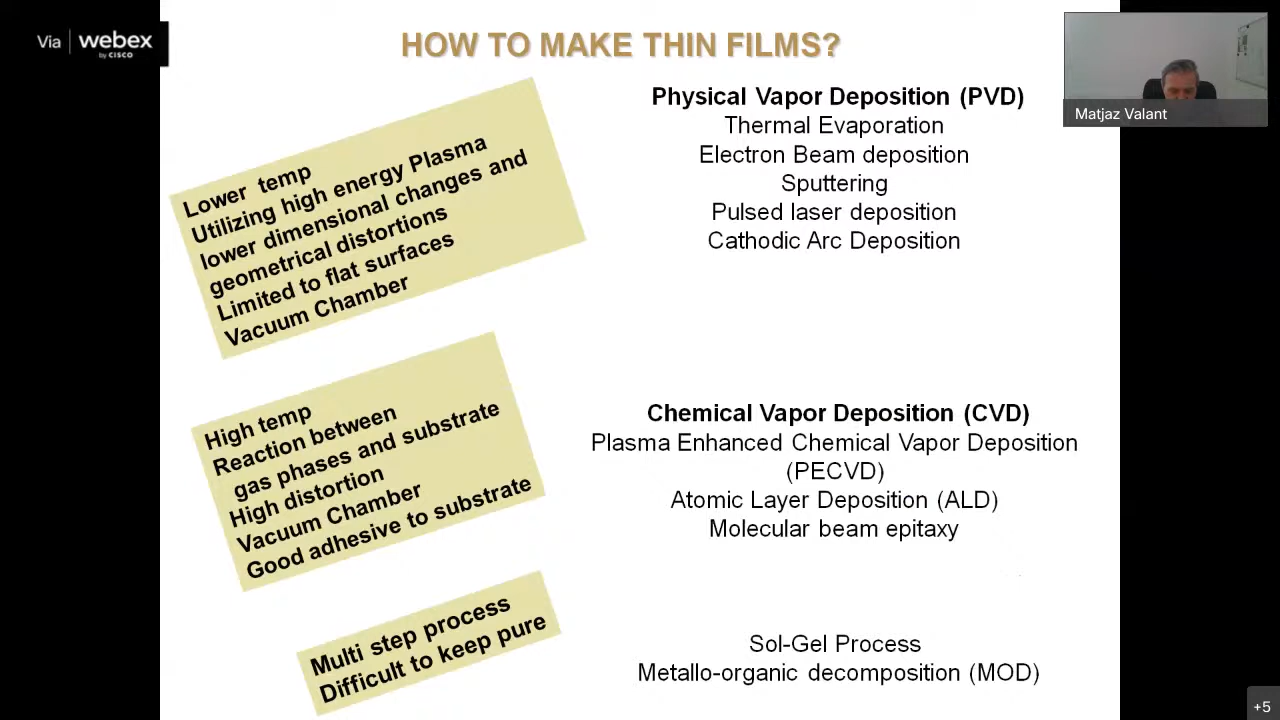 Via | webex
by CISCO
HOW TO MAKE THIN FILMS?
Matjaz Valant
Lower temp
Utilizing high energy Plasma
lower dimensional changes and
geometrical distortions
Limited to flat surfaces
Vacuum Chamber
Physical Vapor Deposition (PVD)
Thermal Evaporation
Electron Beam deposition
Sputtering
Pulsed laser deposition
Cathodic Arc Deposition
High temp
Reaction between
gas phases and substrate
High distortion
Vacuum Chamber
Good adhesive to substrate
Chemical Vapor Deposition (CVD)
Plasma Enhanced Chemical Vapor Deposition
(PECVD)
Atomic Layer Deposition (ALD)
Molecular beam epitaxy
Multi step process
Difficult to keep pure
Sol-Gel Process
Metallo-organic decomposition (MOD)
+5